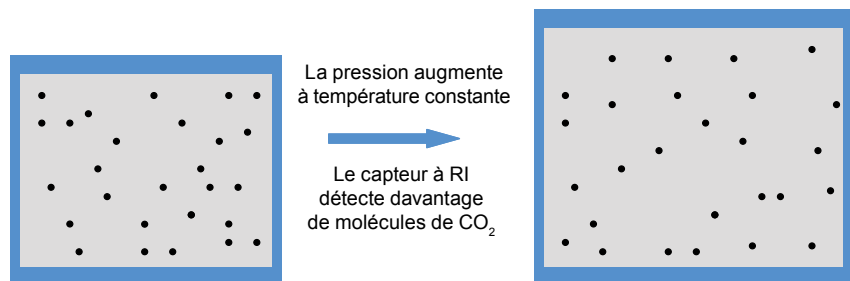 La pression augmente
à température constante
Le capteur à RI
détecte davantage
de molécules de CO₂